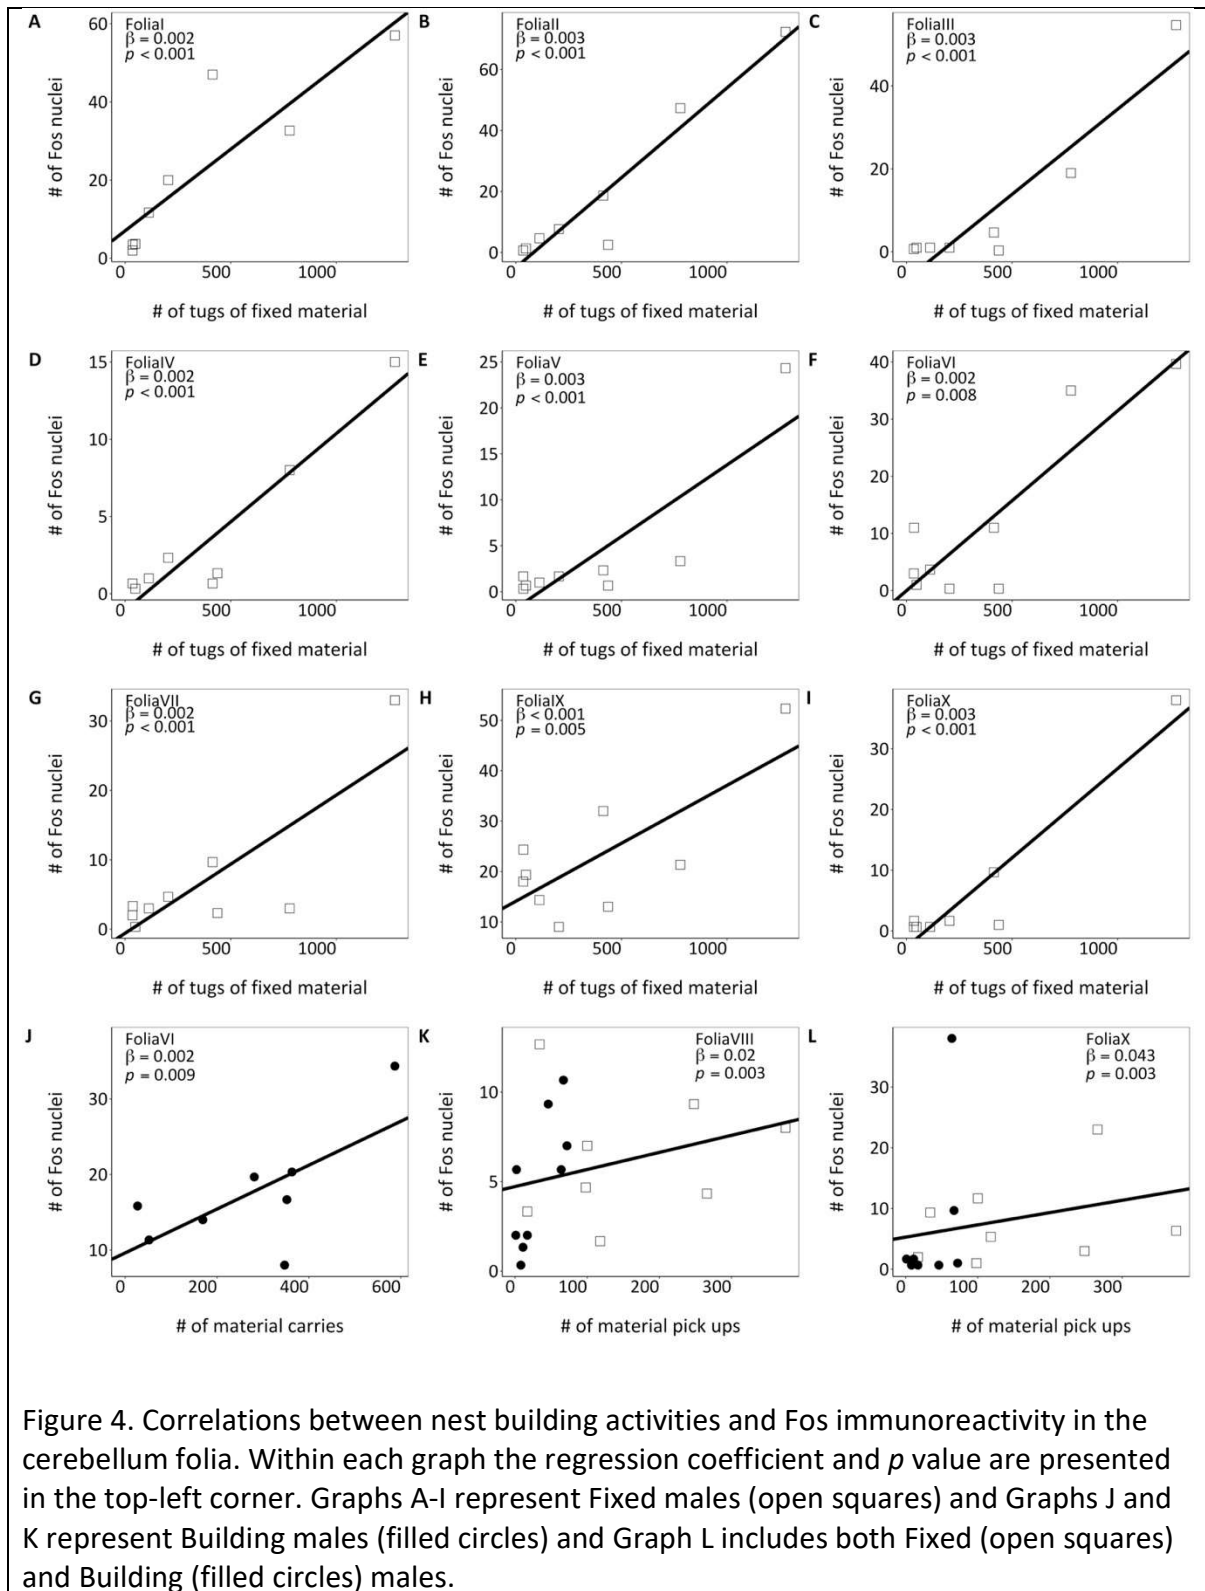 A
FoliaI
β = 0.002
p < 0.001
# of Fos nuclei
60
40
20
0
0 500 1000
# of tugs of fixed material
B
FoliaII
β = 0.003
p < 0.001
# of Fos nuclei
60
40
20
0
0 500 1000
# of tugs of fixed material
C
FoliaIII
β = 0.003
p < 0.001
# of Fos nuclei
40
20
0
0 500 1000
# of tugs of fixed material
D
FoliaIV
β = 0.002
p < 0.001
# of Fos nuclei
15
10
5
0
0 500 1000
# of tugs of fixed material
E
FoliaV
β = 0.003
p < 0.001
# of Fos nuclei
25
20
15
10
5
0
0 500 1000
# of tugs of fixed material
F
FoliaVI
β = 0.002
p = 0.008
# of Fos nuclei
40
30
20
10
0
0 500 1000
# of tugs of fixed material
G
FoliaVII
β = 0.002
p < 0.001
# of Fos nuclei
30
20
10
0
0 500 1000
# of tugs of fixed material
H
FoliaIX
β < 0.001
p = 0.005
# of Fos nuclei
50
40
30
20
10
0 500 1000
# of tugs of fixed material
I
FoliaX
β = 0.003
p < 0.001
# of Fos nuclei
30
20
10
0
0 500 1000
# of tugs of fixed material
J
FoliaVI
β = 0.002
p = 0.009
# of Fos nuclei
30
20
10
0 200 400 600
# of material carries
K
FoliaVIII
β = 0.02
p = 0.003
# of Fos nuclei
10
5
0
0 100 200 300
# of material pick ups
L
FoliaX
β = 0.043
p = 0.003
# of Fos nuclei
30
20
10
0
0 100 200 300
# of material pick ups
Figure 4. Correlations between nest building activities and Fos immunoreactivity in the
cerebellum folia. Within each graph the regression coefficient and p value are presented
in the top-left corner. Graphs A-I represent Fixed males (open squares) and Graphs J and
K represent Building males (filled circles) and Graph L includes both Fixed (open squares)
and Building (filled circles) males.